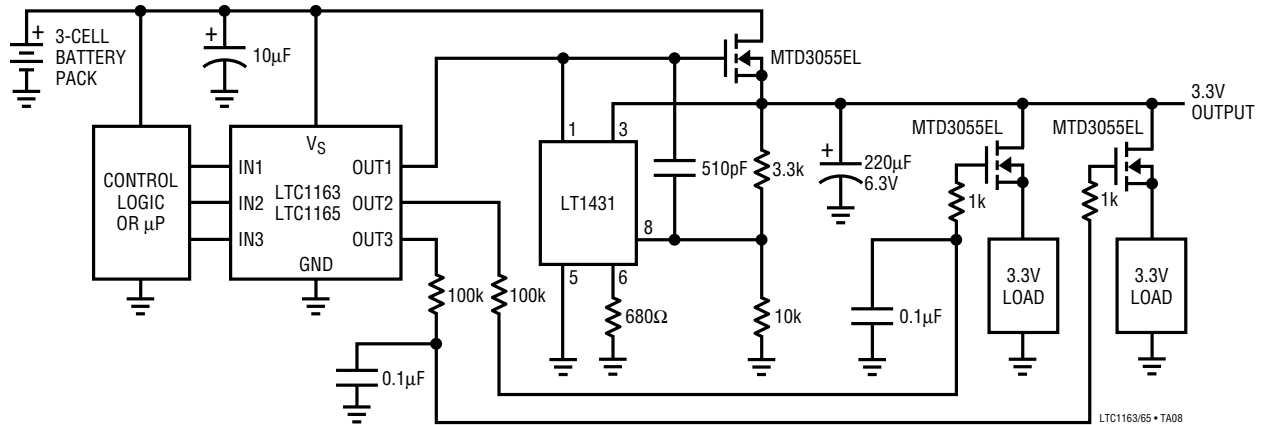 +
3-CELL
BATTERY
PACK
+
10µF
MTD3055EL
3.3V
OUTPUT
CONTROL
LOGIC
OR µP
IN1
IN2
IN3
VS
LTC1163
LTC1165
GND
OUT1
OUT2
OUT3
1
3
LT1431
8
5
6
510pF
3.3k
+
220µF
6.3V
MTD3055EL
MTD3055EL
1k
1k
100k
100k
680Ω
10k
0.1µF
3.3V
LOAD
3.3V
LOAD
0.1µF
LTC1163/65 • TA08